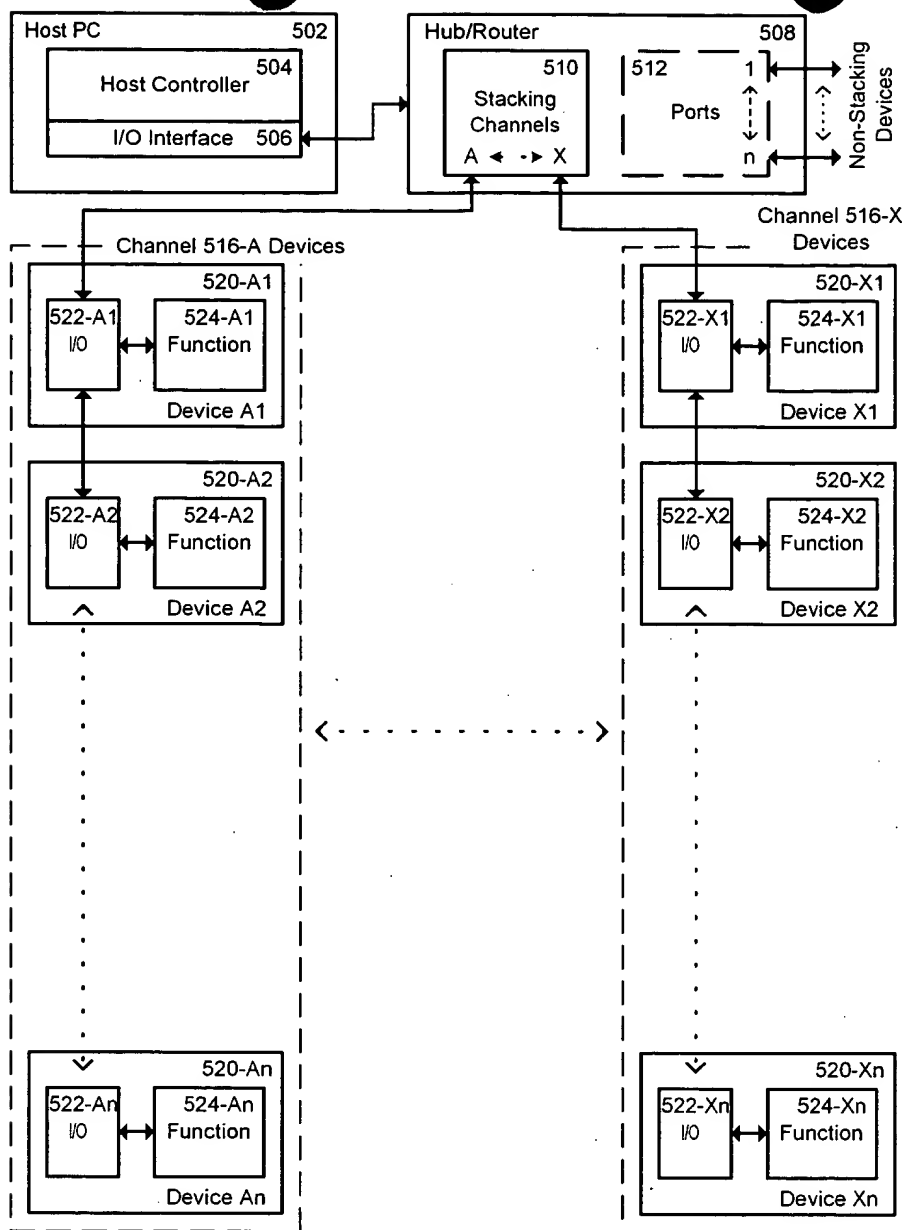 Host PC 502
504
Host Controller
I/O Interface 506
Hub/Router 508
510
Stacking
Channels
A X
512 1
Ports
n
Non-Stacking
Devices
Channel 516-A Devices
520-A1
522-A1
I/O
524-A1
Function
Device A1
520-A2
522-A2
I/O
524-A2
Function
Device A2
520-An
522-An
I/O
524-An
Function
Device An
Channel 516-X
Devices
520-X1
522-X1
I/O
524-X1
Function
Device X1
520-X2
522-X2
I/O
524-X2
Function
Device X2
520-Xn
522-Xn
I/O
524-Xn
Function
Device Xn